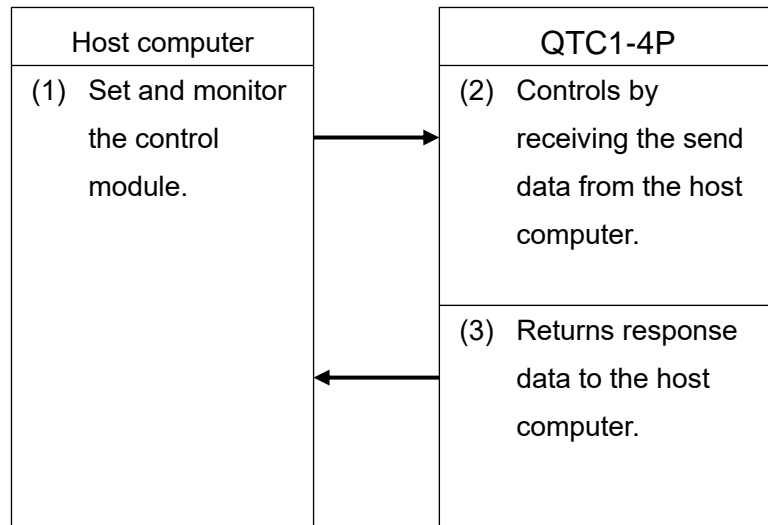 Host computer
(1) Set and monitor
the control
module.
QTC1-4P
(2) Controls by
receiving the send
data from the host
computer.
(3) Returns response
data to the host
computer.